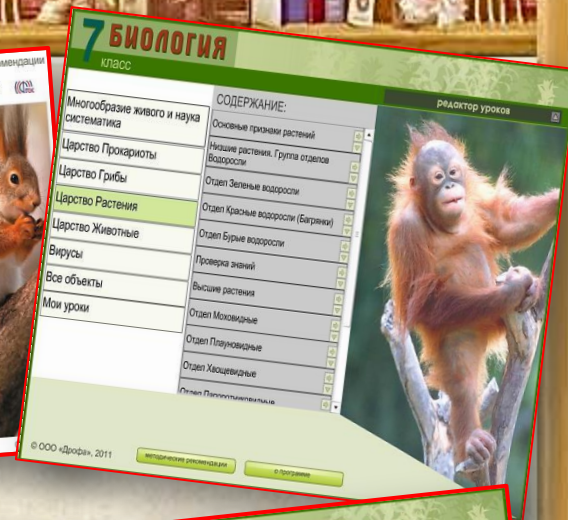 мендации
7 БИОЛОГИЯ
класс
редактор уроков
Многообразие живого и наука
систематика
Царство Прокариоты
Царство Грибы
Царство Растения
Царство Животные
Вирусы
Все объекты
Мои уроки
СОДЕРЖАНИЕ:
Основные признаки растений
Низшие растения. Группа отделов
Водоросли
Отдел Зеленые водоросли
Отдел Красные водоросли (Багрянки)
Отдел Бурые водоросли
Проверка знаний
Высшие растения
Отдел Моховидные
Отдел Плауновидные
Отдел Хвощевидные
Отдел Папоротниковидные
© ООО «Дрофа», 2011
методические рекомендации
о программе